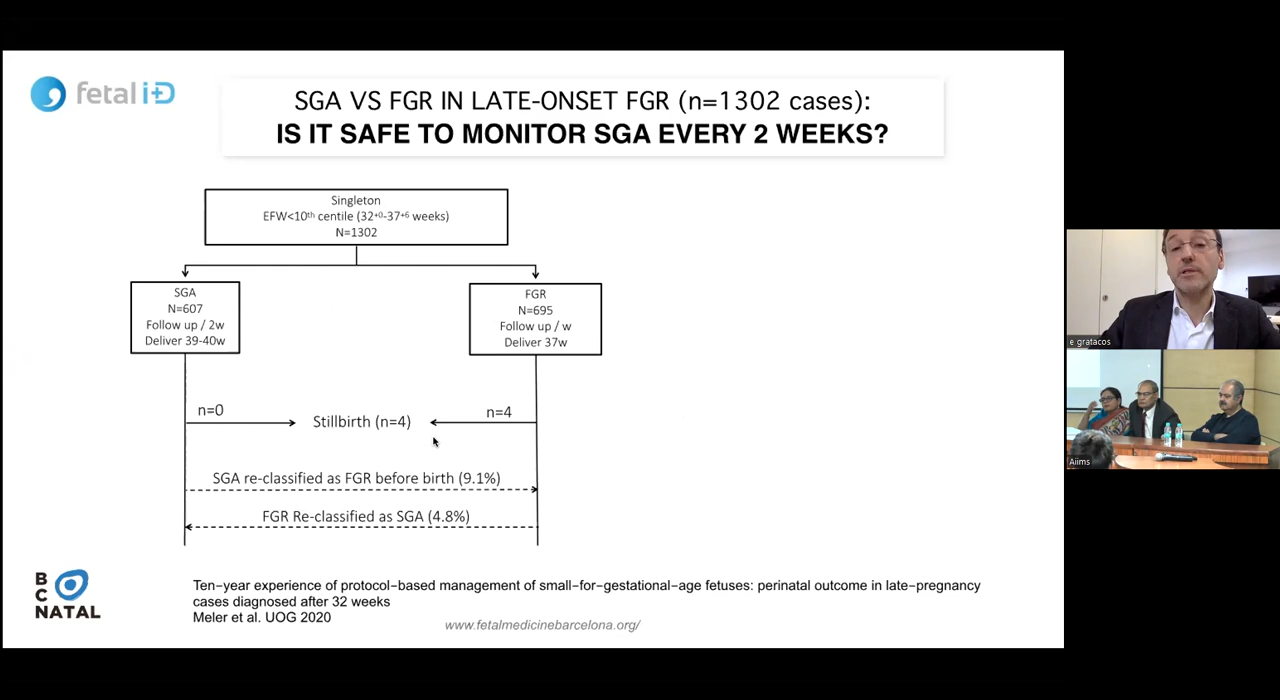 fetal i+D
SGA VS FGR IN LATE-ONSET FGR (n=1302 cases):
IS IT SAFE TO MONITOR SGA EVERY 2 WEEKS?
Singleton
EFW<10th centile (32+0-37+6 weeks)
N=1302
SGA
N=607
Follow up / 2w
Deliver 39-40w
FGR
N=695
Follow up / w
Deliver 37w
n=0
Stillbirth (n=4)
n=4
SGA re-classified as FGR before birth (9.1%)
FGR Re-classified as SGA (4.8%)
B
C
NATAL
Ten-year experience of protocol-based management of small-for-gestational-age fetuses: perinatal outcome in late-pregnancy
cases diagnosed after 32 weeks
Meler et al. UOG 2020
www.fetalmedicinebarcelona.org/
e gratacos
Aiims